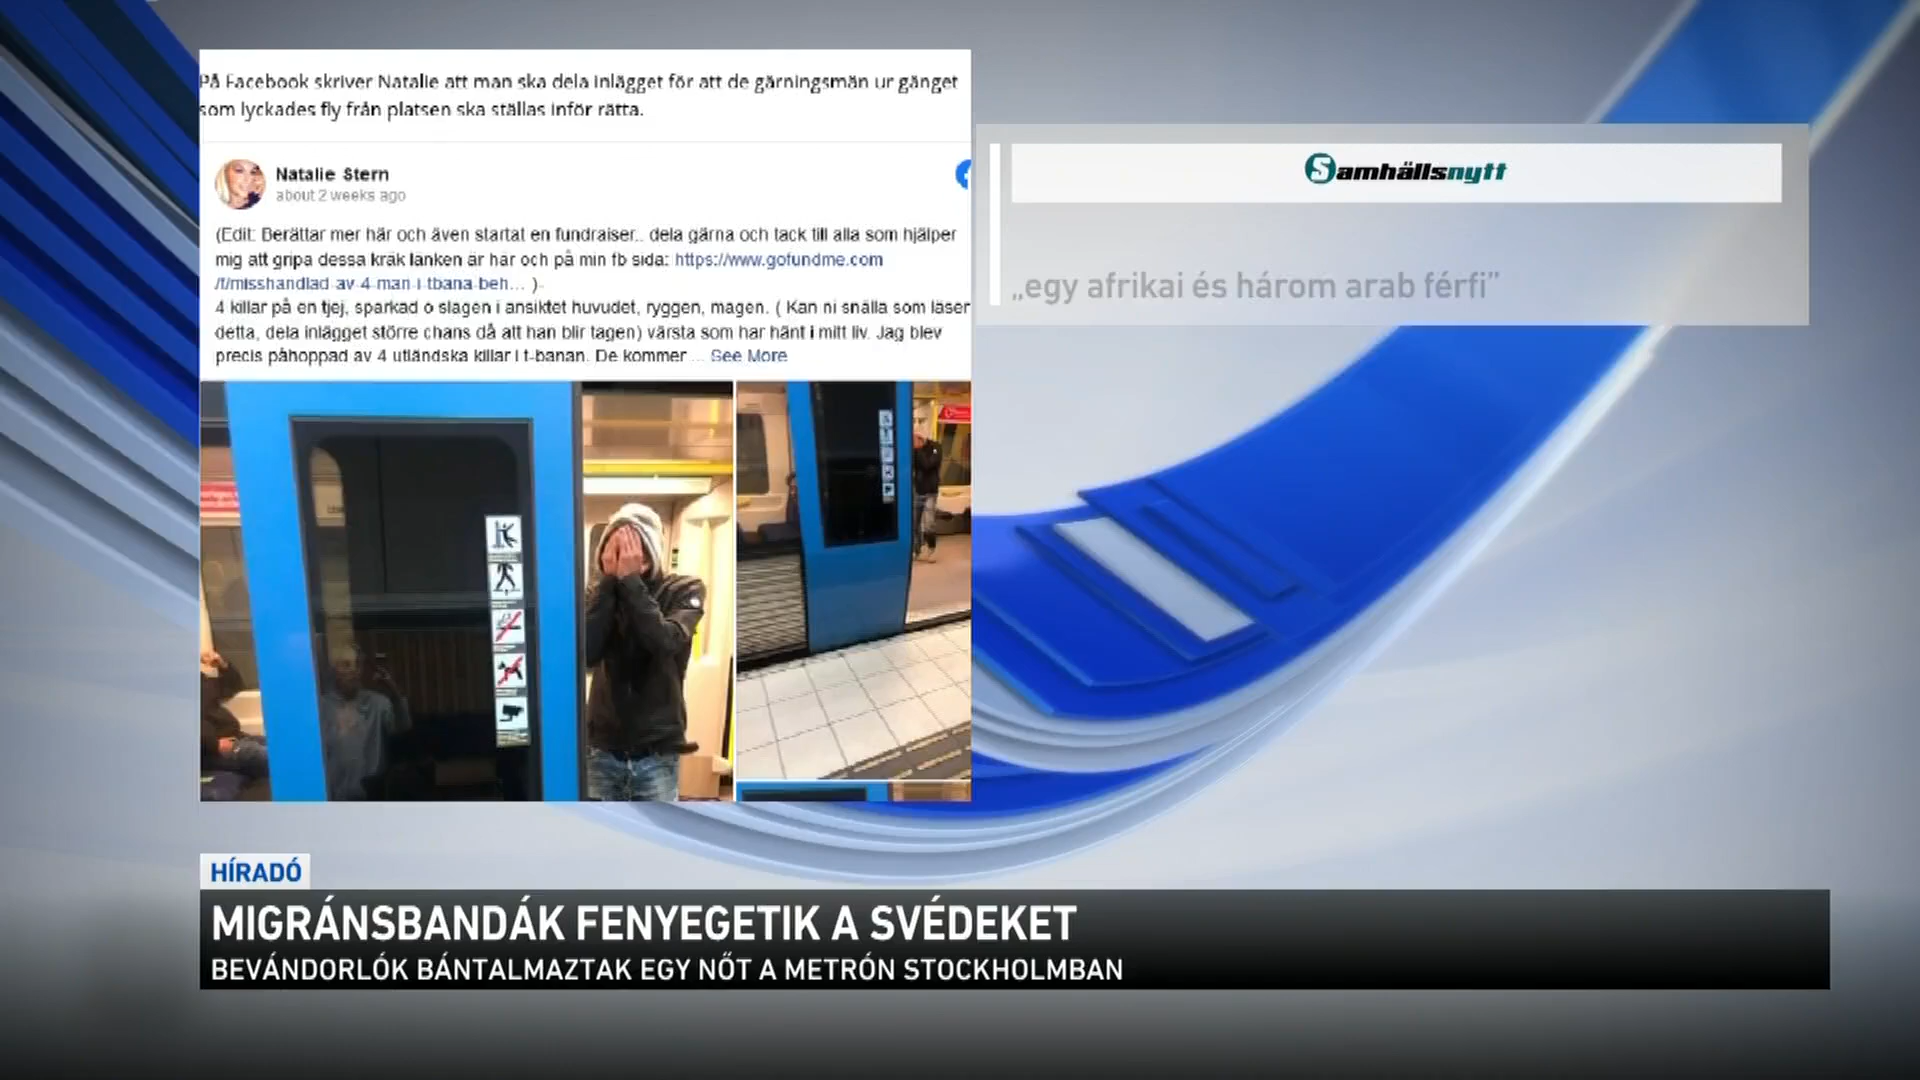 På Facebook skriver Natalie att man ska dela inlägget för att de gärningsmän ur gänget
som lyckades fly från platsen ska ställas inför rätta.
Natalie Stern
about 2 weeks ago
(Edit: Berättar mer här och även startat en fundraiser.. dela gärna och tack till alla som hjälper
mig att gripa dessa kräk länken är här och på min fb sida: https://www.gofundme.com
/f/misshandlad-av-4-man-i-tbana-beh... )
4 killar på en tjej, sparkad o slagen i ansiktet huvudet, ryggen, magen. ( Kan ni snälla som läser
detta, dela inlägget större chans då att han blir tagen) värsta som har hänt i mitt liv. Jag blev
precis påhoppad av 4 utländska killar i t-banan. De kommer ... See More
Samhällsnytt
„egy afrikai és három arab férfi”
HÍRADÓ
MIGRÁNSBANDÁK FENYEGETIK A SVÉDEKET
BEVÁNDORLÓK BÁNTALMAZTAK EGY NŐT A METRÓN STOCKHOLMBAN